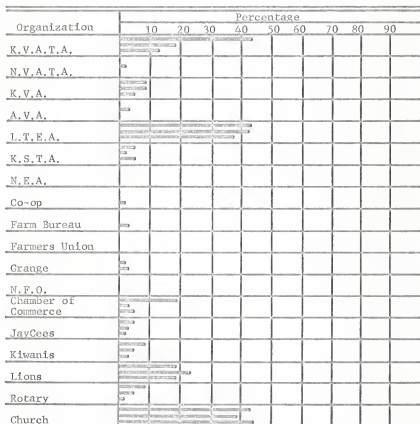 Percentage
Organization
10 20 30 40 50 60 70 80 90
K.V.A.T.A.
N.V.A.T.A.
K.V.A.
A.V.A.
L.T.E.A.
K.S.T.A.
N.E.A.
Co-op
Farm Bureau
Farmers Union
Grange
N.F.O.
Chamber of
Commerce
JayCees
Kiwanis
Lions
Rotary
Church